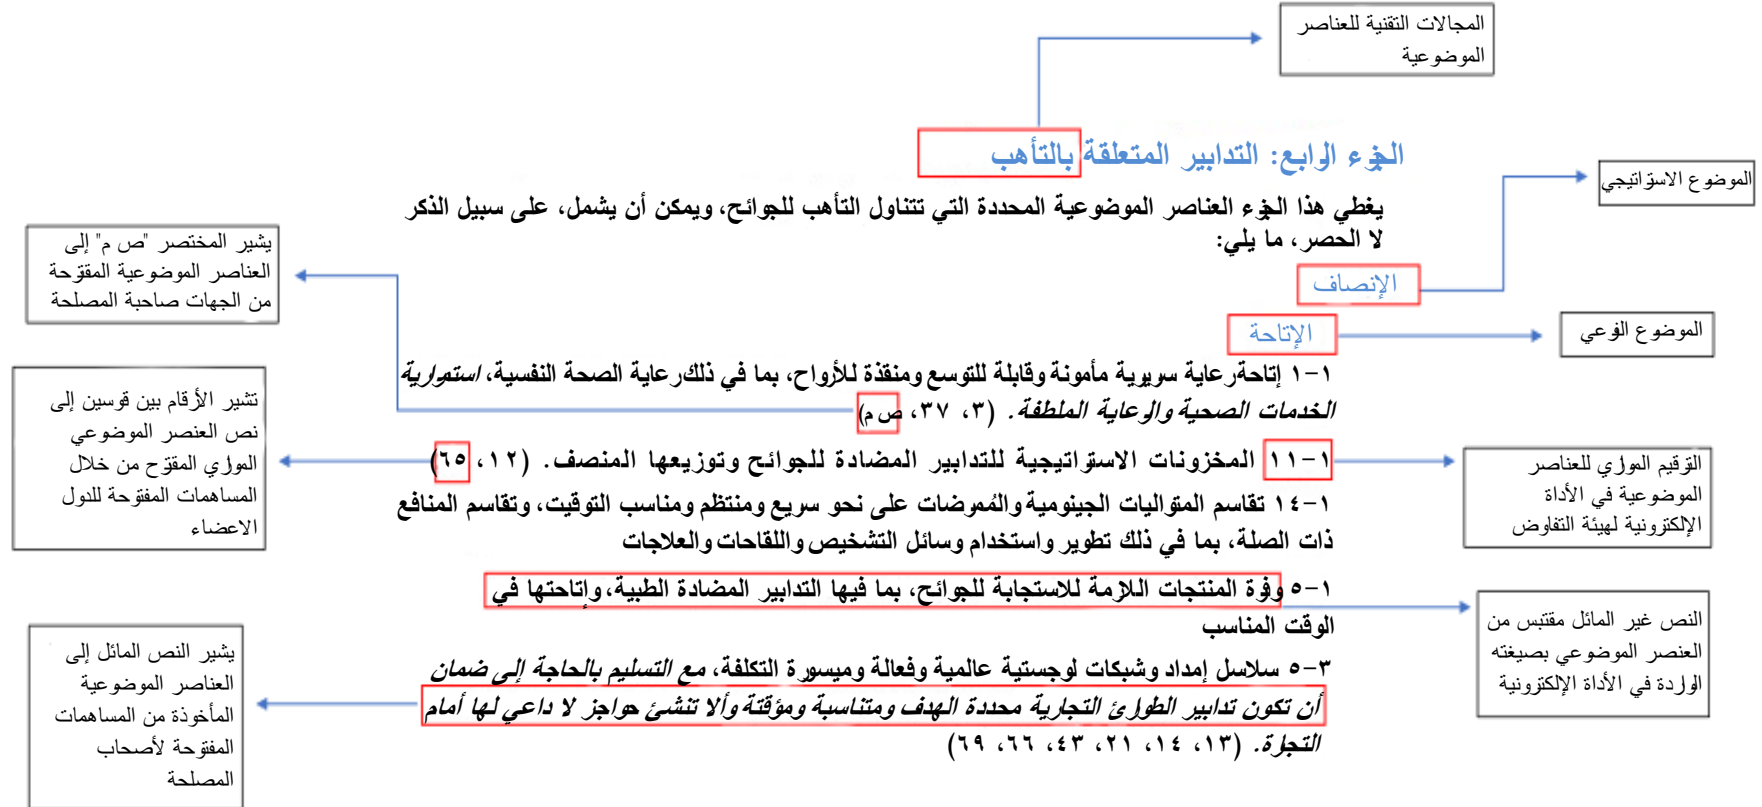 المجالات التقنية للعناصر
الموضوعية
الجزء الرابع: التدابير المتعلقة بالتأهب
الموضوع الاستراتيجي
يغطي هذا الجزء العناصر الموضوعية المحددة التي تتناول التأهب للجوائح، ويمكن أن يشمل، على سبيل الذكر
لا الحصر، ما يلي:
يشير المختصر "ص م" إلى
العناصر الموضوعية المقترحة
من الجهات صاحبة المصلحة
الإنصاف
الموضوع الفرعي
الإتاحة
١-١ إتاحة رعاية سريرية مأمونة وقابلة للتوسع ومنقذة للأرواح، بما في ذلك رعاية الصحة النفسية، استمرارية
الخدمات الصحية والرعاية الملطفة. (٣، ٣٧، ص م)
تشير الأرقام بين قوسين إلى
نص العنصر الموضوعي
الموازي المقترح من خلال
المساهمات المفتوحة للدول
الاعضاء
١-١١ المخزونات الاستراتيجية للتدابير المضادة للجوائح وتوزيعها المنصف. (١٢، ٦٥)
الترقيم الموازي للعناصر
الموضوعية في الأداة
الإلكترونية لهيئة التفاوض
١-١٤ تقاسم المتواليات الجينومية والمُمرضات على نحو سريع ومنتظم ومناسب التوقيت، وتقاسم المنافع
ذات الصلة، بما في ذلك تطوير واستخدام وسائل التشخيص واللقاحات والعلاجات
١-٥ وفرة المنتجات اللازمة للاستجابة للجوائح، بما فيها التدابير المضادة الطبية، وإتاحتها في
الوقت المناسب
النص غير المائل مقتبس من
العنصر الموضوعي بصيغته
الواردة في الأداة الإلكترونية
٣-٥ سلاسل إمداد وشبكات لوجستية عالمية وفعالة وميسورة التكلفة، مع التسليم بالحاجة إلى ضمان
أن تكون تدابير الطوارئ التجارية محددة الهدف ومتناسبة ومؤقتة وألا تنشئ حواجز لا داعي لها أمام
التجارة. (١٣، ١٤، ٢١، ٤٣، ٦٦، ٦٩)
يشير النص المائل إلى
العناصر الموضوعية
المأخوذة من المساهمات
المفتوحة لأصحاب
المصلحة